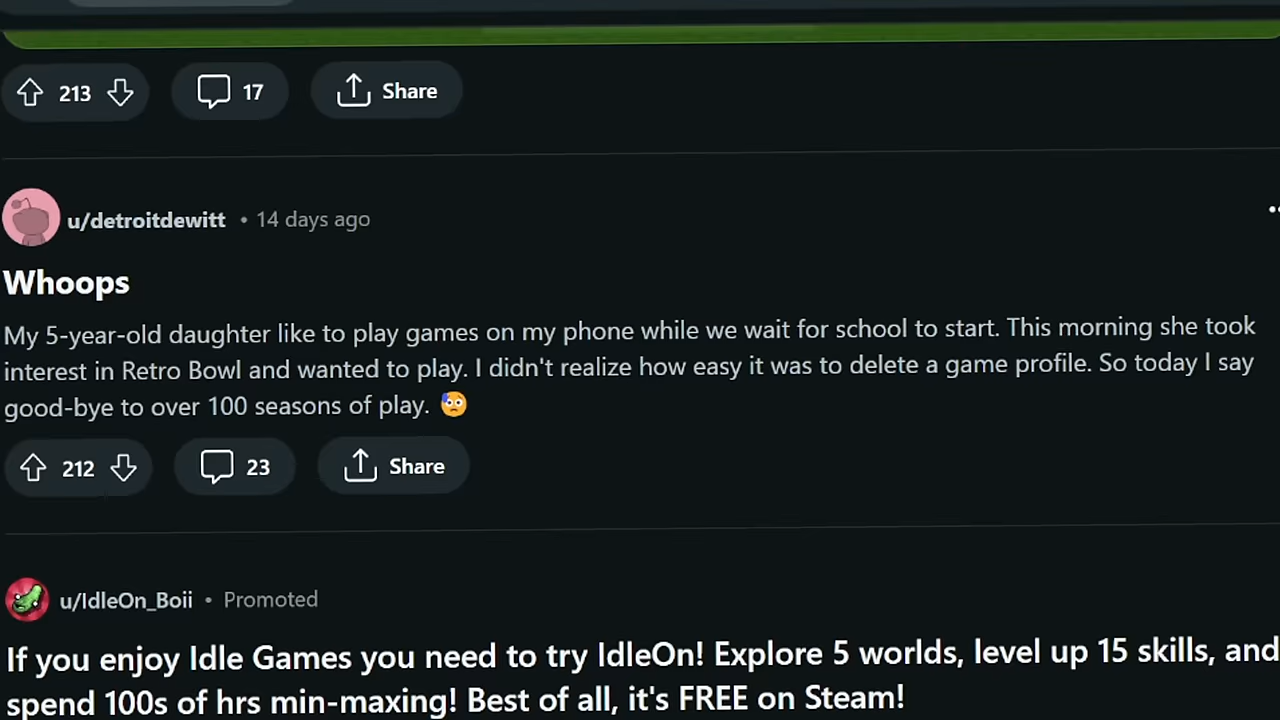 213
17
Share
u/detroitdewitt • 14 days ago
Whoops
My 5-year-old daughter like to play games on my phone while we wait for school to start. This morning she took
interest in Retro Bowl and wanted to play. I didn't realize how easy it was to delete a game profile. So today I say
good-bye to over 100 seasons of play. 😓
212
23
Share
u/IdleOn_Boii • Promoted
If you enjoy Idle Games you need to try IdleOn! Explore 5 worlds, level up 15 skills, and
spend 100s of hrs min-maxing! Best of all, it's FREE on Steam!